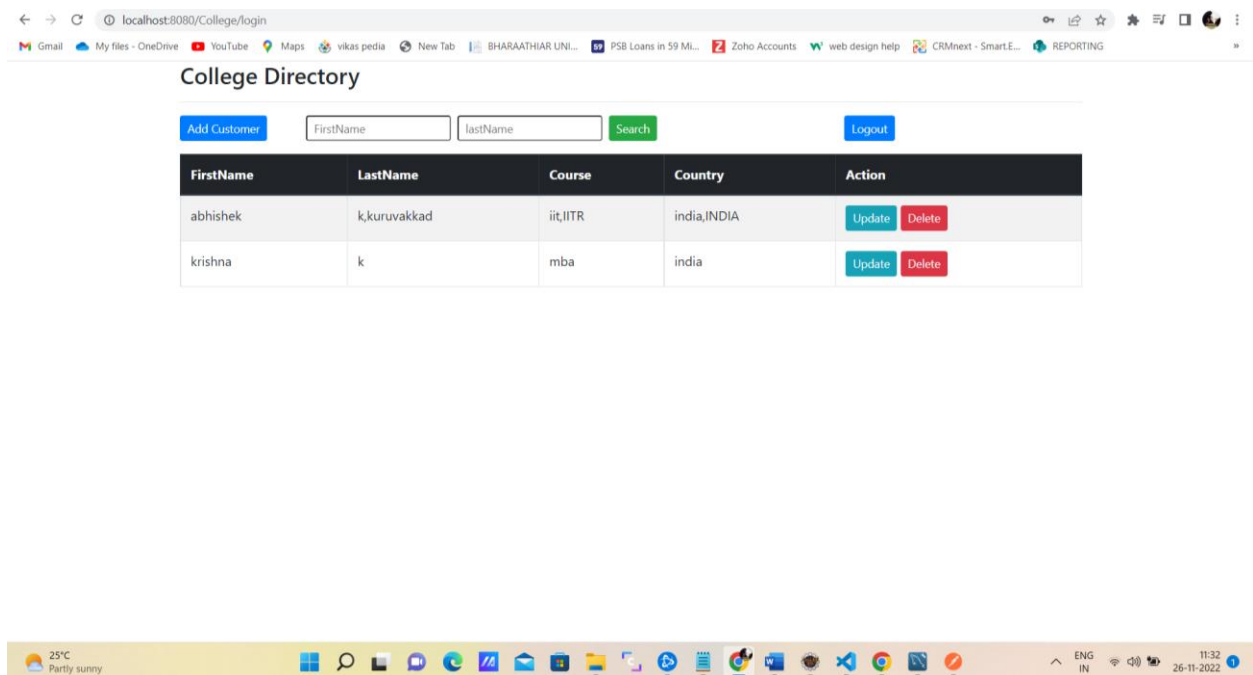 localhost:8080/College/login
Gmail My files - OneDrive YouTube Maps vikas pedia New Tab BHARAATHIAR UNI... PSB Loans in 59 Mi... Zoho Accounts web design help CRMnext - Smart.E... REPORTING »
College Directory
Add Customer FirstName lastName Search Logout
FirstName LastName Course Country Action
abhishek k,kuruvakkad iit,IITR india,INDIA Update Delete
krishna k mba india Update Delete
25°C
Partly sunny
ENG
IN
11:32
26-11-2022
1